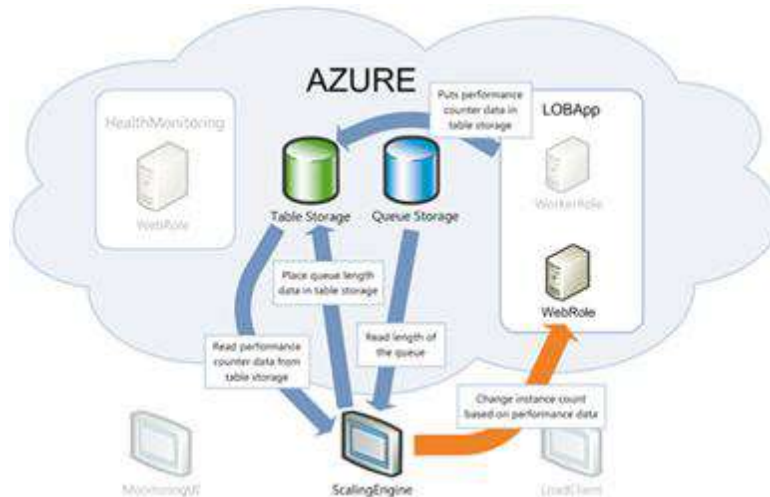 AZURE
Puts performance
counter data in
table storage
HealthMonitoring
WebRole
LOBApp
WorkerRole
Table Storage
Queue Storage
Place queue length
data in table storage
WebRole
Read performance
counter data from
table storage
Read length of
the queue
Change instance count
based on performance data
MonitoringUI
ScalingEngine
LoadClient